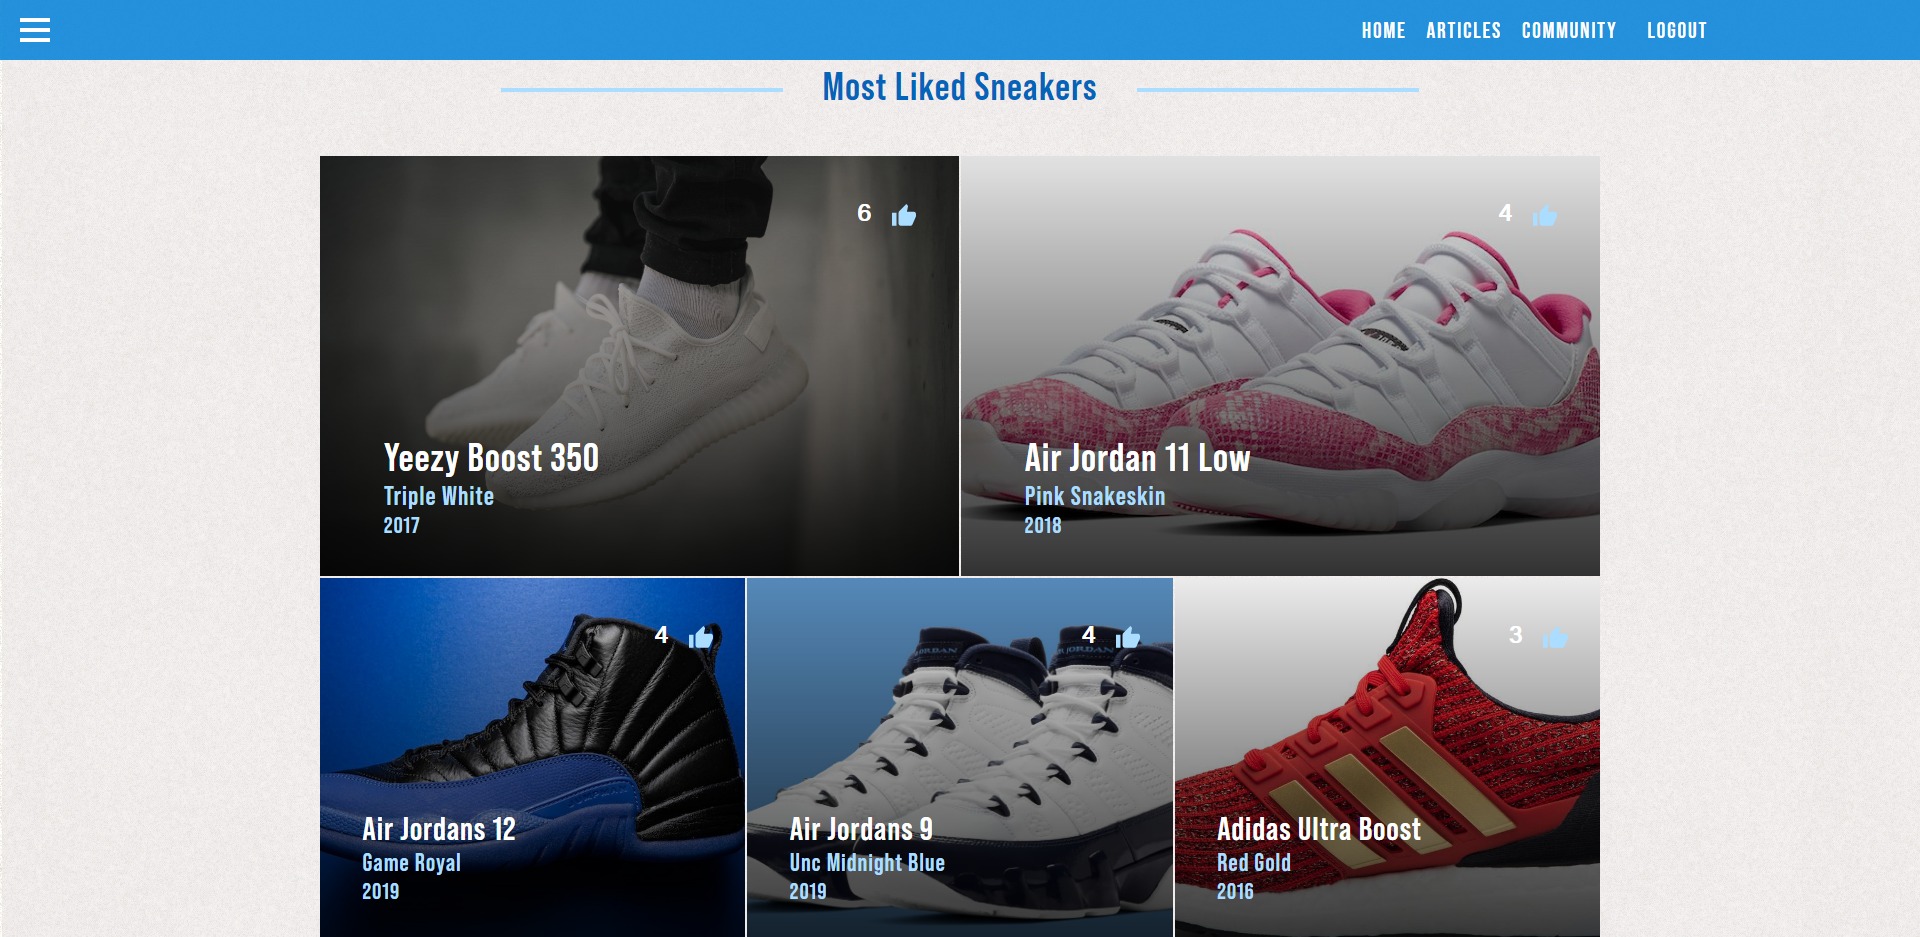 HOME ARTICLES COMMUNITY LOGOUT
Most Liked Sneakers
6
4
Yeezy Boost 350
Triple White
2017
Air Jordan 11 Low
Pink Snakeskin
2018
4
4
3
JORDAN
JORDAN
Air Jordans 12
Game Royal
2019
Air Jordans 9
Unc Midnight Blue
2019
Adidas Ultra Boost
Red Gold
2016